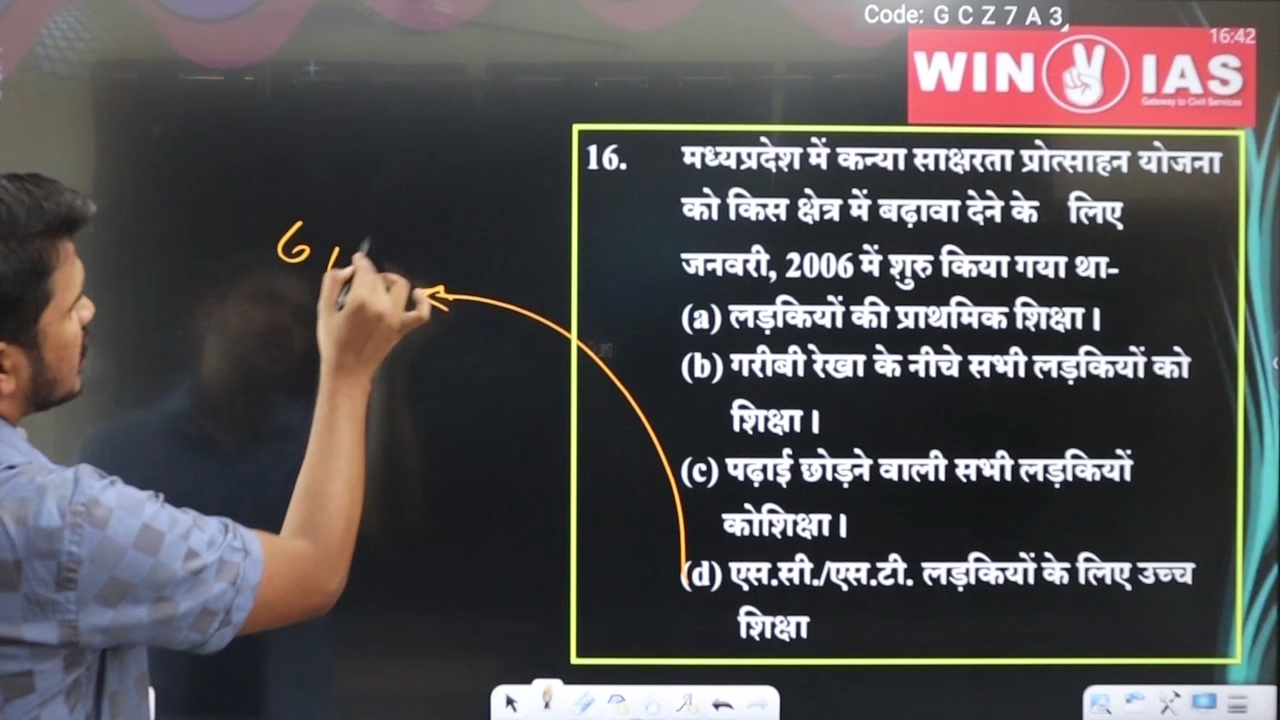 Code: G C Z 7 A 3
16:42
WIN IAS
Gateway to Civil Services
16. मध्यप्रदेश में कन्या साक्षरता प्रोत्साहन योजना
को किस क्षेत्र में बढ़ावा देने के लिए
जनवरी, 2006 में शुरु किया गया था-
(a) लड़कियों की प्राथमिक शिक्षा।
(b) गरीबी रेखा के नीचे सभी लड़कियों को
शिक्षा।
(c) पढ़ाई छोड़ने वाली सभी लड़कियों
कोशिक्षा।
(d) एस.सी./एस.टी. लड़कियों के लिए उच्च
शिक्षा
6